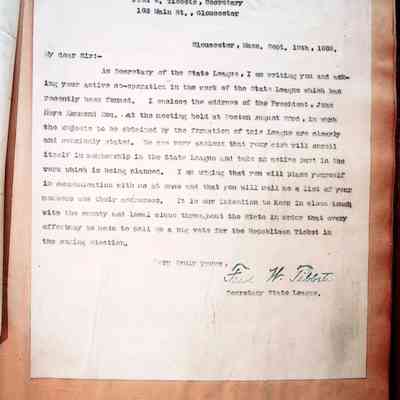 Fred W. Tibbets, Secretary
102 Main St., Gloucester
Gloucester, Mass. Sept. 12th, 1892.
My dear Sir:-
As Secretary of the State League, I am writing you and ask-
ing your active co-operation in the work of the State League which has
recently been formed. I enclose the address of the President, John
at the meeting held at Boston August 22nd, in
the objects to be obtained by the formation of this League are clearly
and concisely stated. We are very anxious that your club will enroll
itself in membership in the State League and take an active part in the
work which is being planned. I am urging that you will place yourself
in communication with us at once and that you will mail me a list of your
members and their addresses. It is our intention to keep in close touch
with the county and local clubs throughout the State in order that every
effort may be made to call out a big vote for the Republican Ticket in
the coming election.
Very truly yours,
Fred W. Tibbets
Secretary State League.